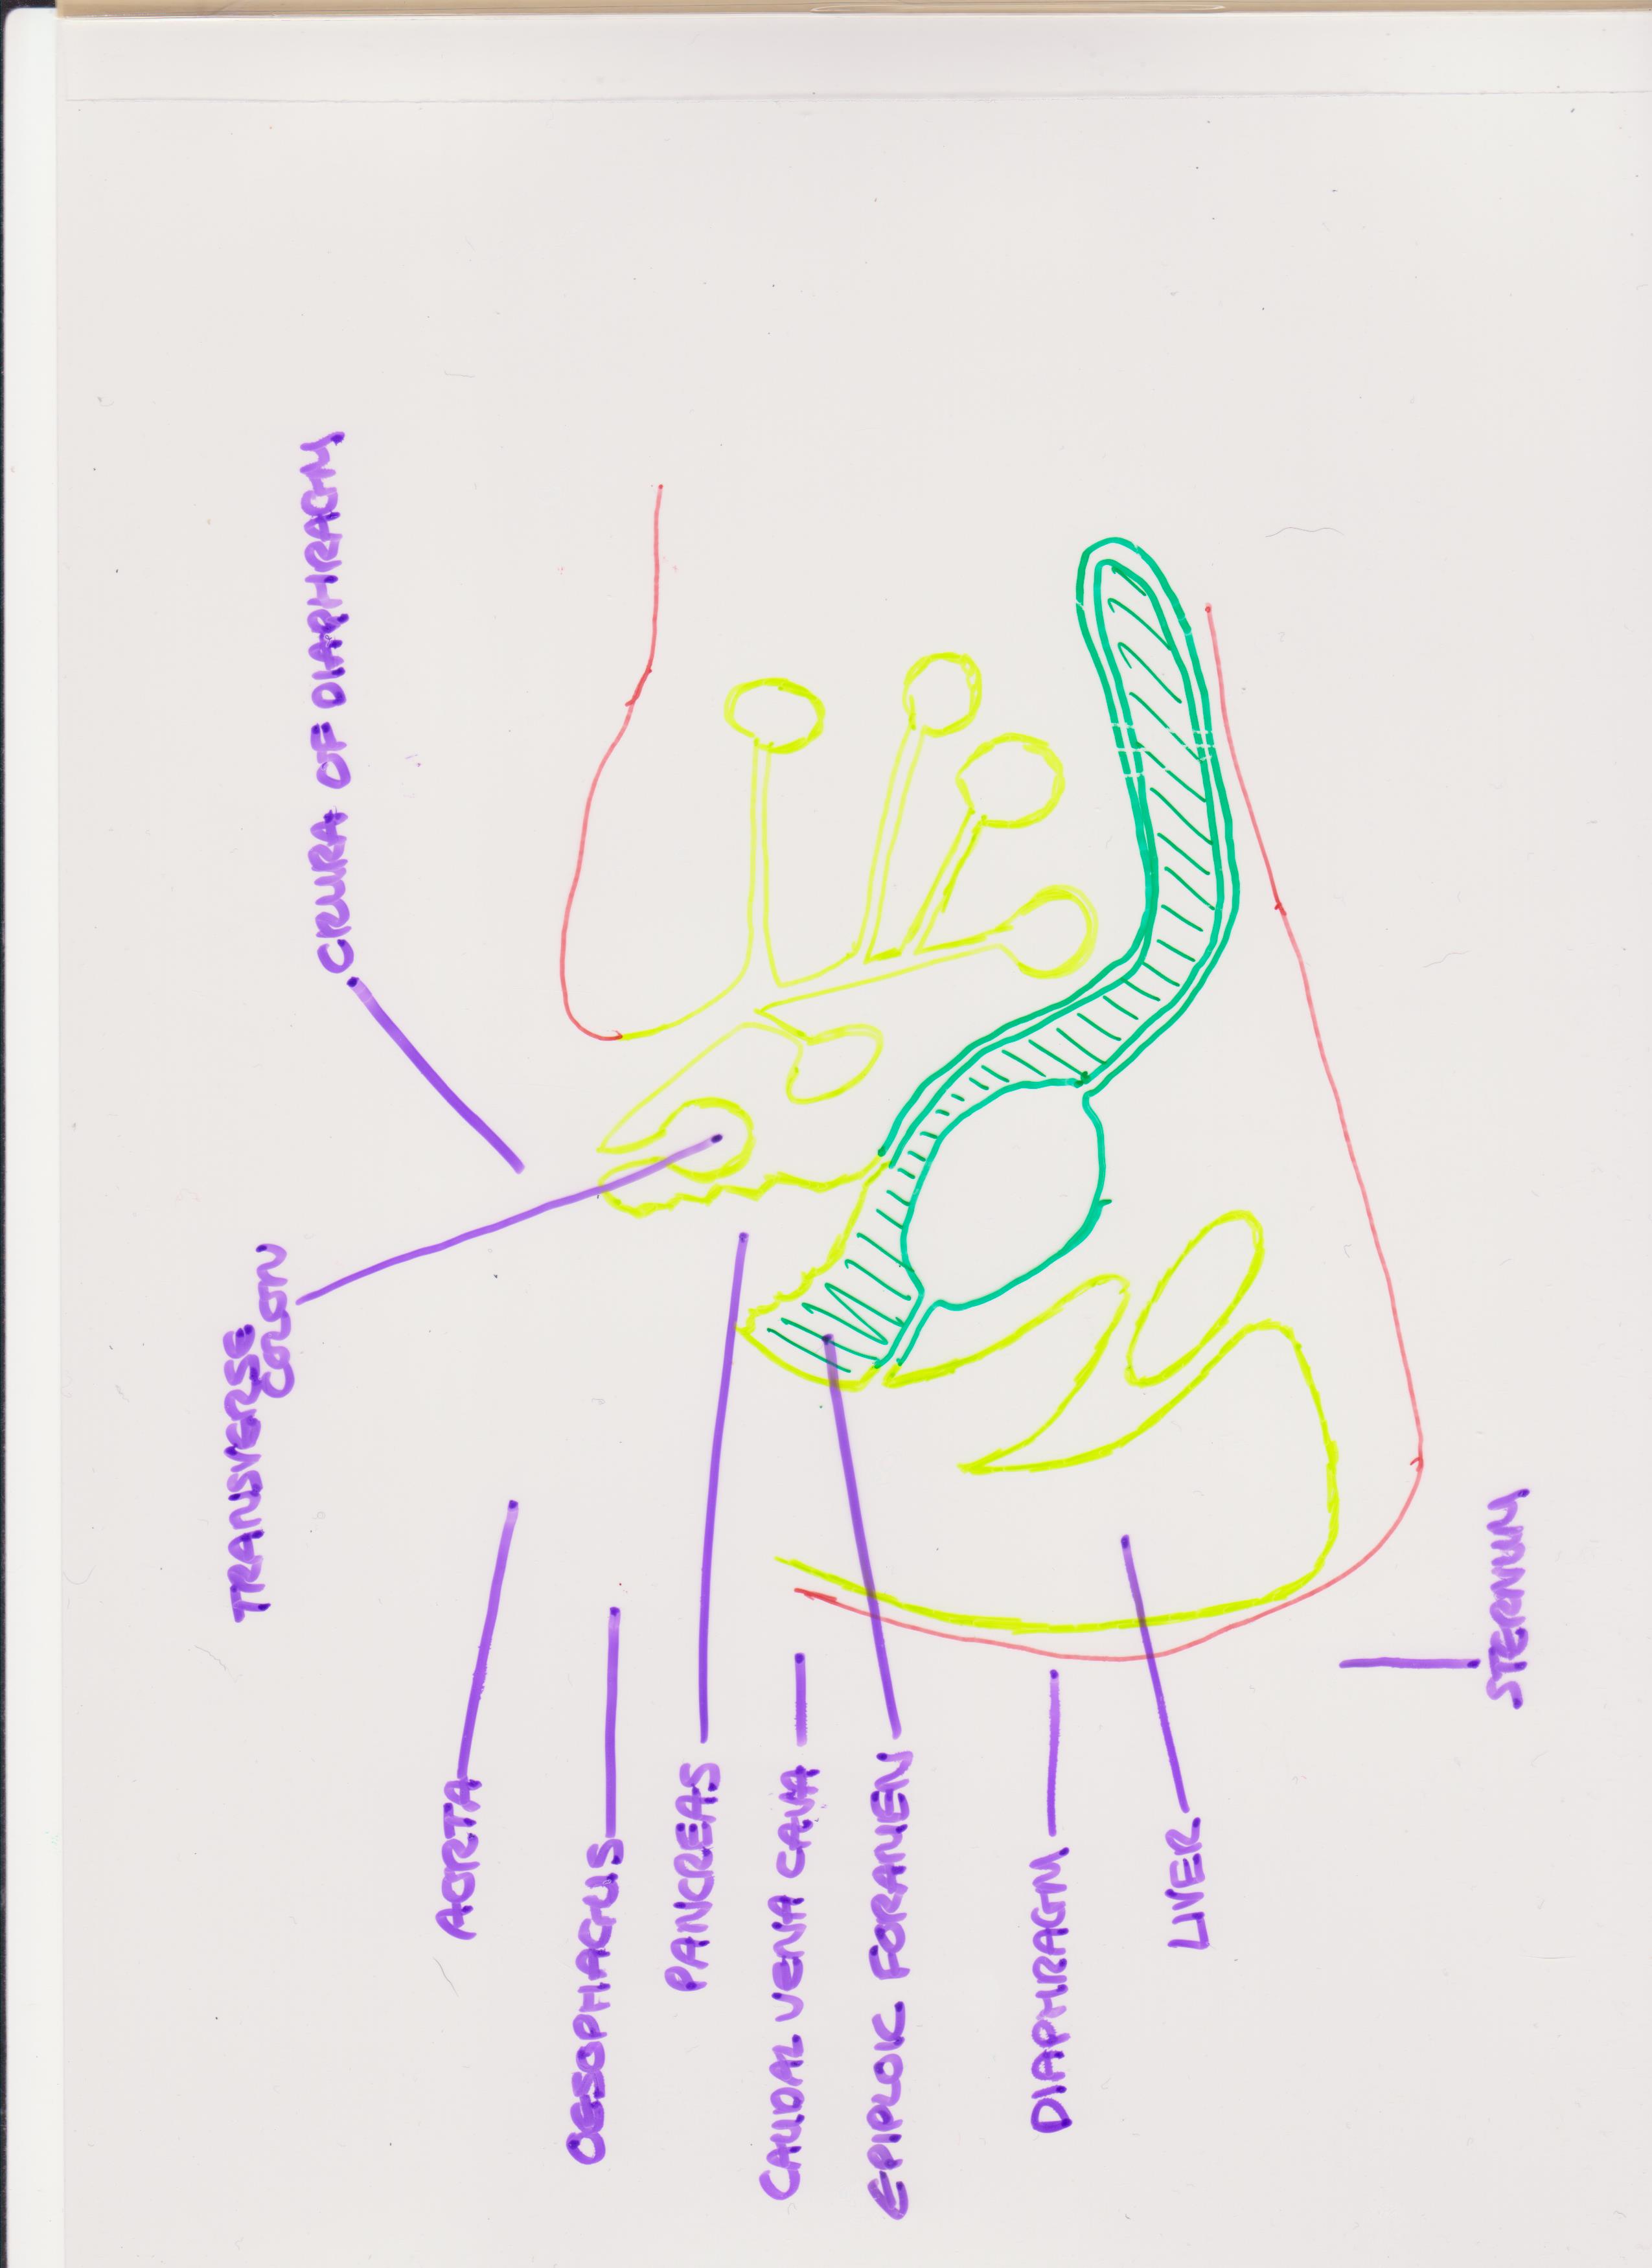 TRANSVERSE
COLON
CRURA OF DIAPHRAGM
AORTA
OESOPHAGUS
PANCREAS
CAUDAL VENA CAVA
EPIPLOIC FORAMEN
DIAPHRAGM
LIVER
STERNUM